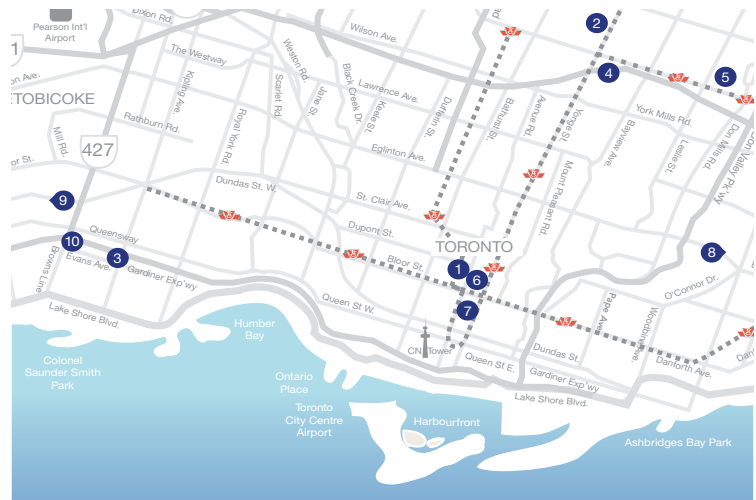 Dixon Rd.
Pearson Int'l
Airport
Wilson Ave.
2
The Westway
Weston Rd.
4
5
Kipling Ave.
Scarlet Rd.
Jane St.
Black Creek Dr.
Keele St.
Lawrence Ave.
Dufferin St.
Bathurst St.
Avenue Rd.
Yonge St.
Bayview Ave.
York Mills Rd.
Leslie St.
Don Mills Rd.
Don Valley Pk wy
ETOBICOKE
Rathburn Rd.
Royal York Rd.
Mill Rd.
427
Eglinton Ave.
Mount Pleasant Rd.
Dundas St. W.
St. Clair Ave.
9
Dupont St.
TORONTO
8
Queensway
10
3
Evans Ave.
Gardiner Exp'wy
Browns Line
Bloor St.
1
6
7
O'Connor Dr.
Pape Ave.
Woodbine Ave.
Lake Shore Blvd.
Queen St W.
Humber
Bay
CN Tower
Queen St E.
Dundas St.
Danforth Ave.
Gardiner Exp'wy
Lake Shore Blvd.
Colonel
Saunder Smith
Park
Ontario
Place
Toronto
City Centre
Airport
Harbourfront
Ashbridges Bay Park